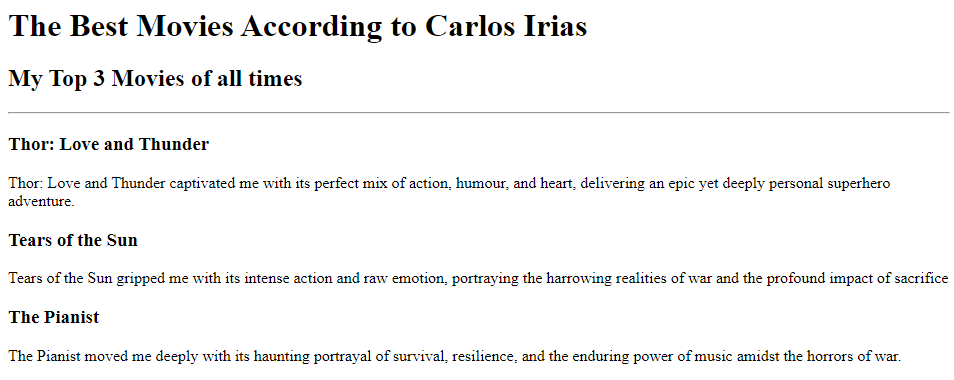 The Best Movies According to Carlos Irias
My Top 3 Movies of all times
Thor: Love and Thunder
Thor: Love and Thunder captivated me with its perfect mix of action, humour, and heart, delivering an epic yet deeply personal superhero
adventure.
Tears of the Sun
Tears of the Sun gripped me with its intense action and raw emotion, portraying the harrowing realities of war and the profound impact of sacrifice
The Pianist
The Pianist moved me deeply with its haunting portrayal of survival, resilience, and the enduring power of music amidst the horrors of war.